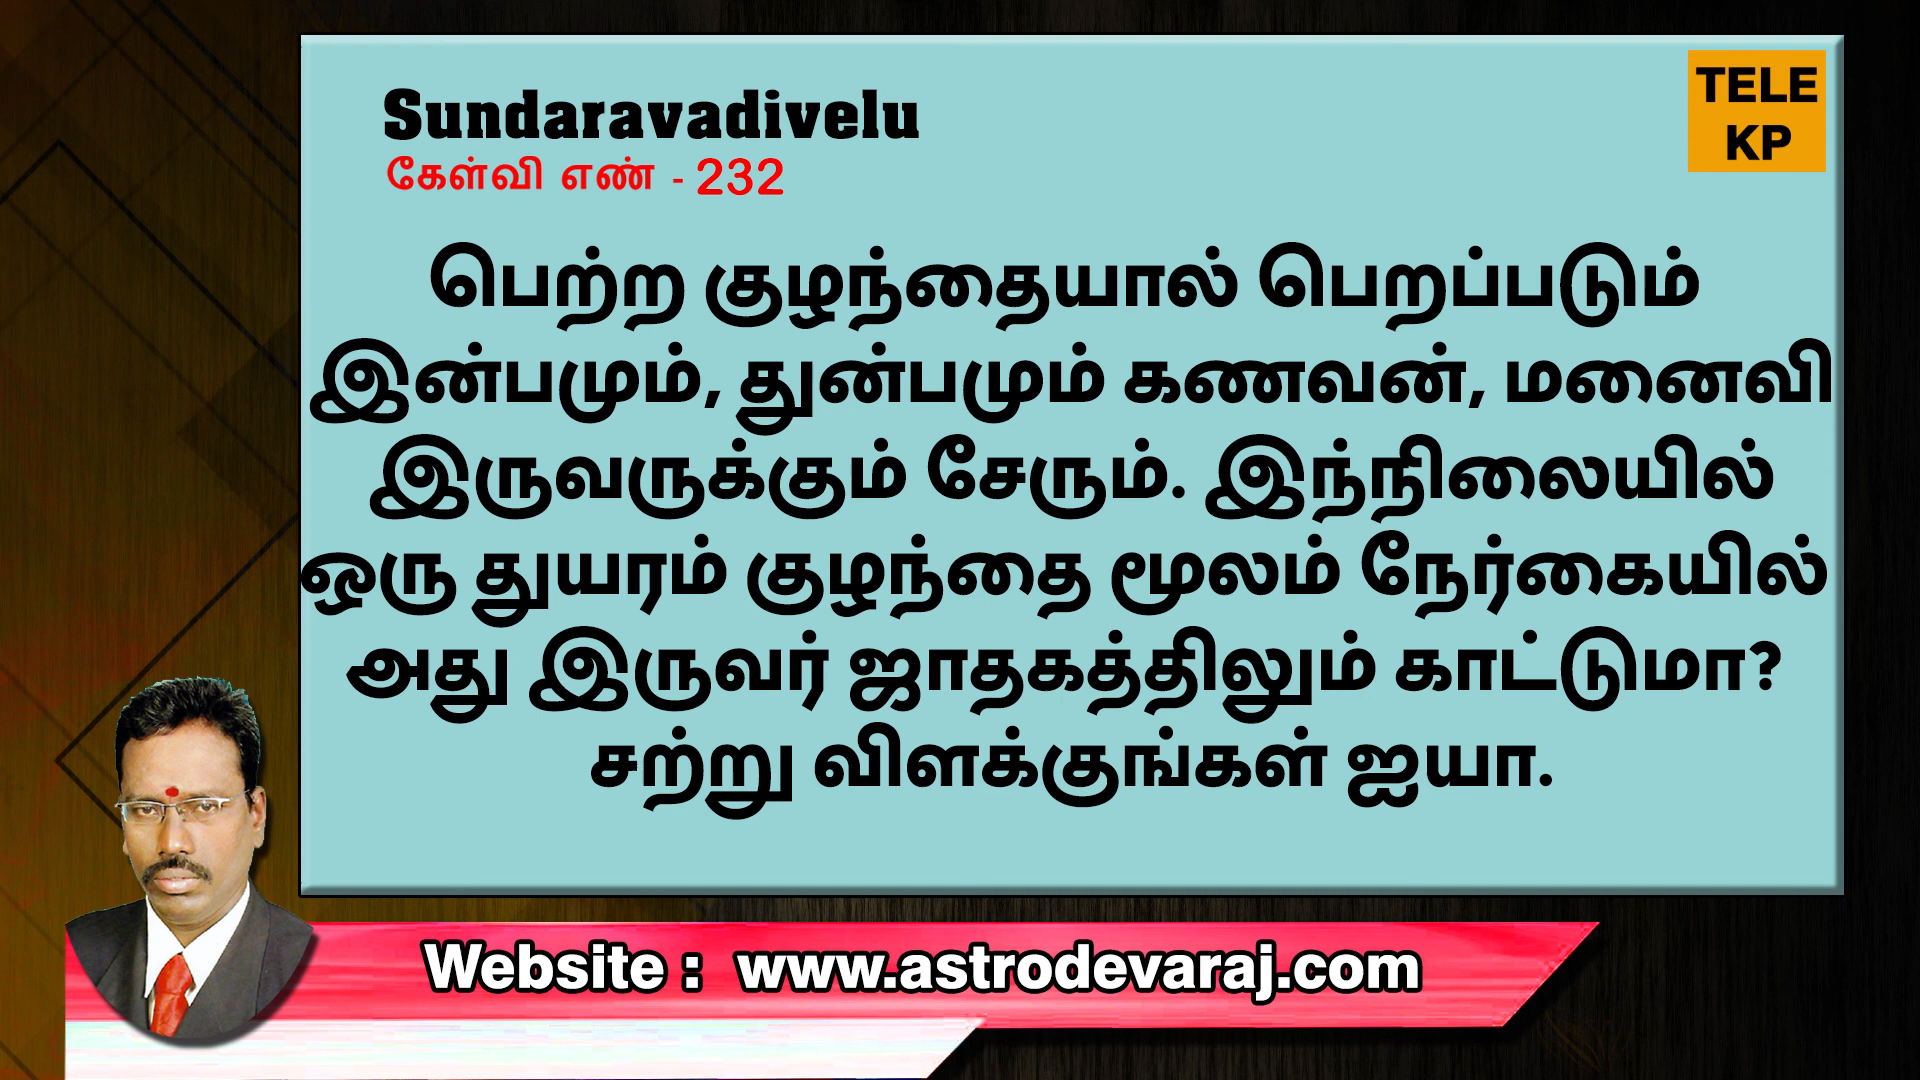 TELE
KP
Sundaravadivelu
கேள்வி எண் - 232
பெற்ற குழந்தையால் பெறப்படும்
இன்பமும், துன்பமும் கணவன், மனைவி
இருவருக்கும் சேரும். இந்நிலையில்
ஒரு துயரம் குழந்தை மூலம் நேர்கையில்
அது இருவர் ஜாதகத்திலும் காட்டுமா?
சற்று விளக்குங்கள் ஐயா.
Website : www.astrodevaraj.com